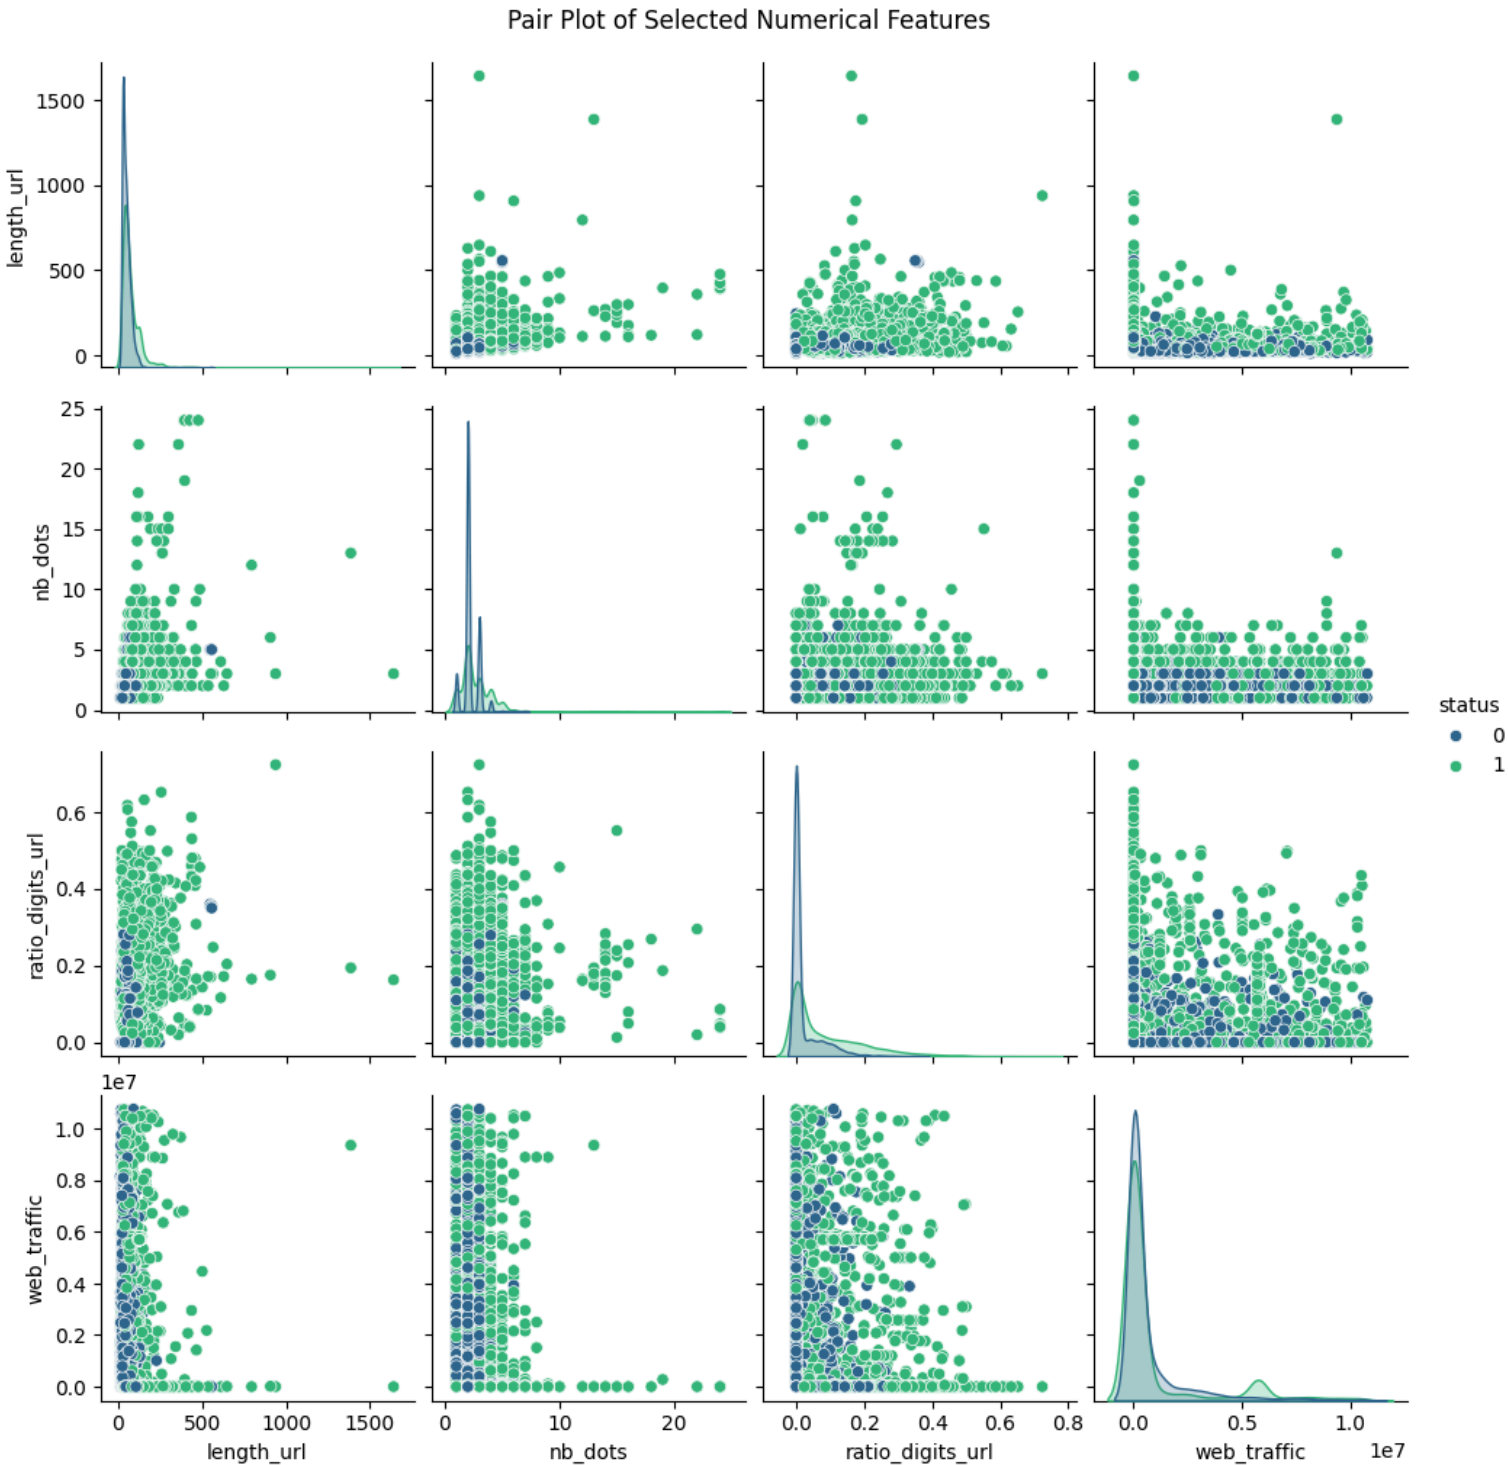 Pair Plot of Selected Numerical Features
length_url
1500
1000
500
0
nb_dots
25
20
15
10
5
0
status
0
1
ratio_digits_url
0.6
0.4
0.2
0.0
1e7
web_traffic
1.0
0.8
0.6
0.4
0.2
0.0
0 500 1000 1500
0 10 20
0.0 0.2 0.4 0.6 0.8
0.0 0.5 1.0
1e7
length_url
nb_dots
ratio_digits_url
web_traffic